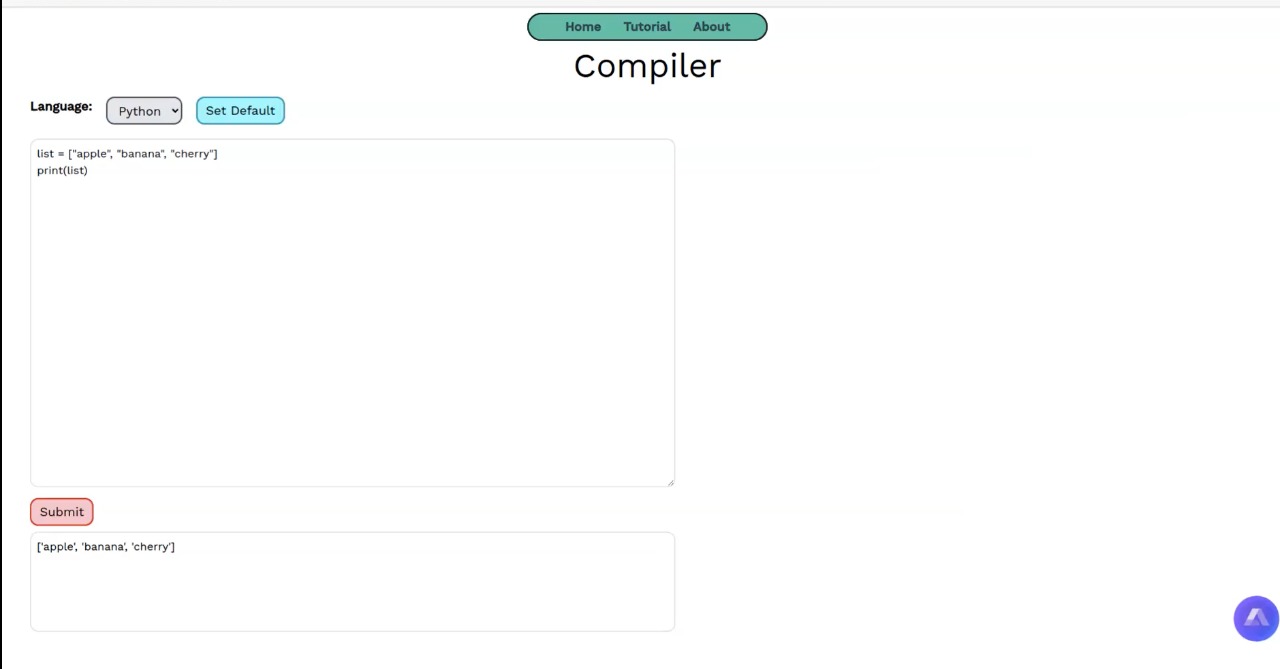 Home Tutorial About
Compiler
Language: Python Set Default
list = ["apple", "banana", "cherry"]
print(list)
Submit
['apple', 'banana', 'cherry']